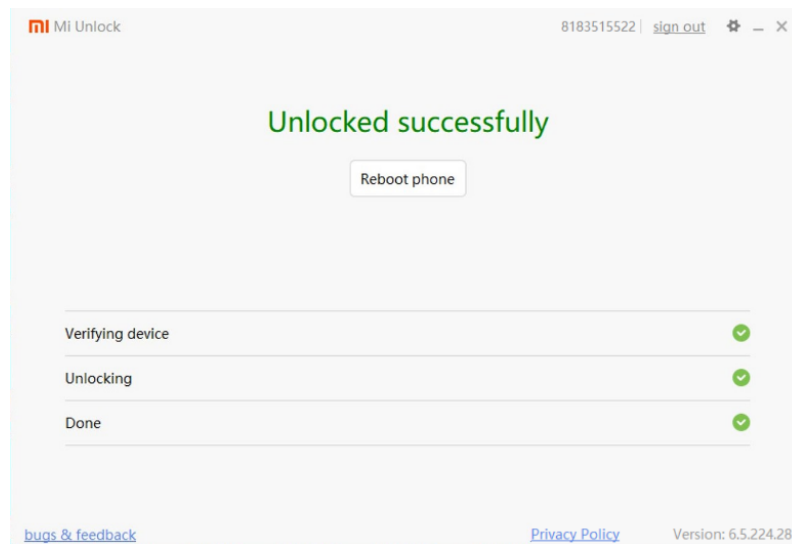 Mi Unlock 8183515522 | sign out
Unlocked successfully
Reboot phone
Verifying device
Unlocking
Done
bugs & feedback Privacy Policy Version: 6.5.224.28